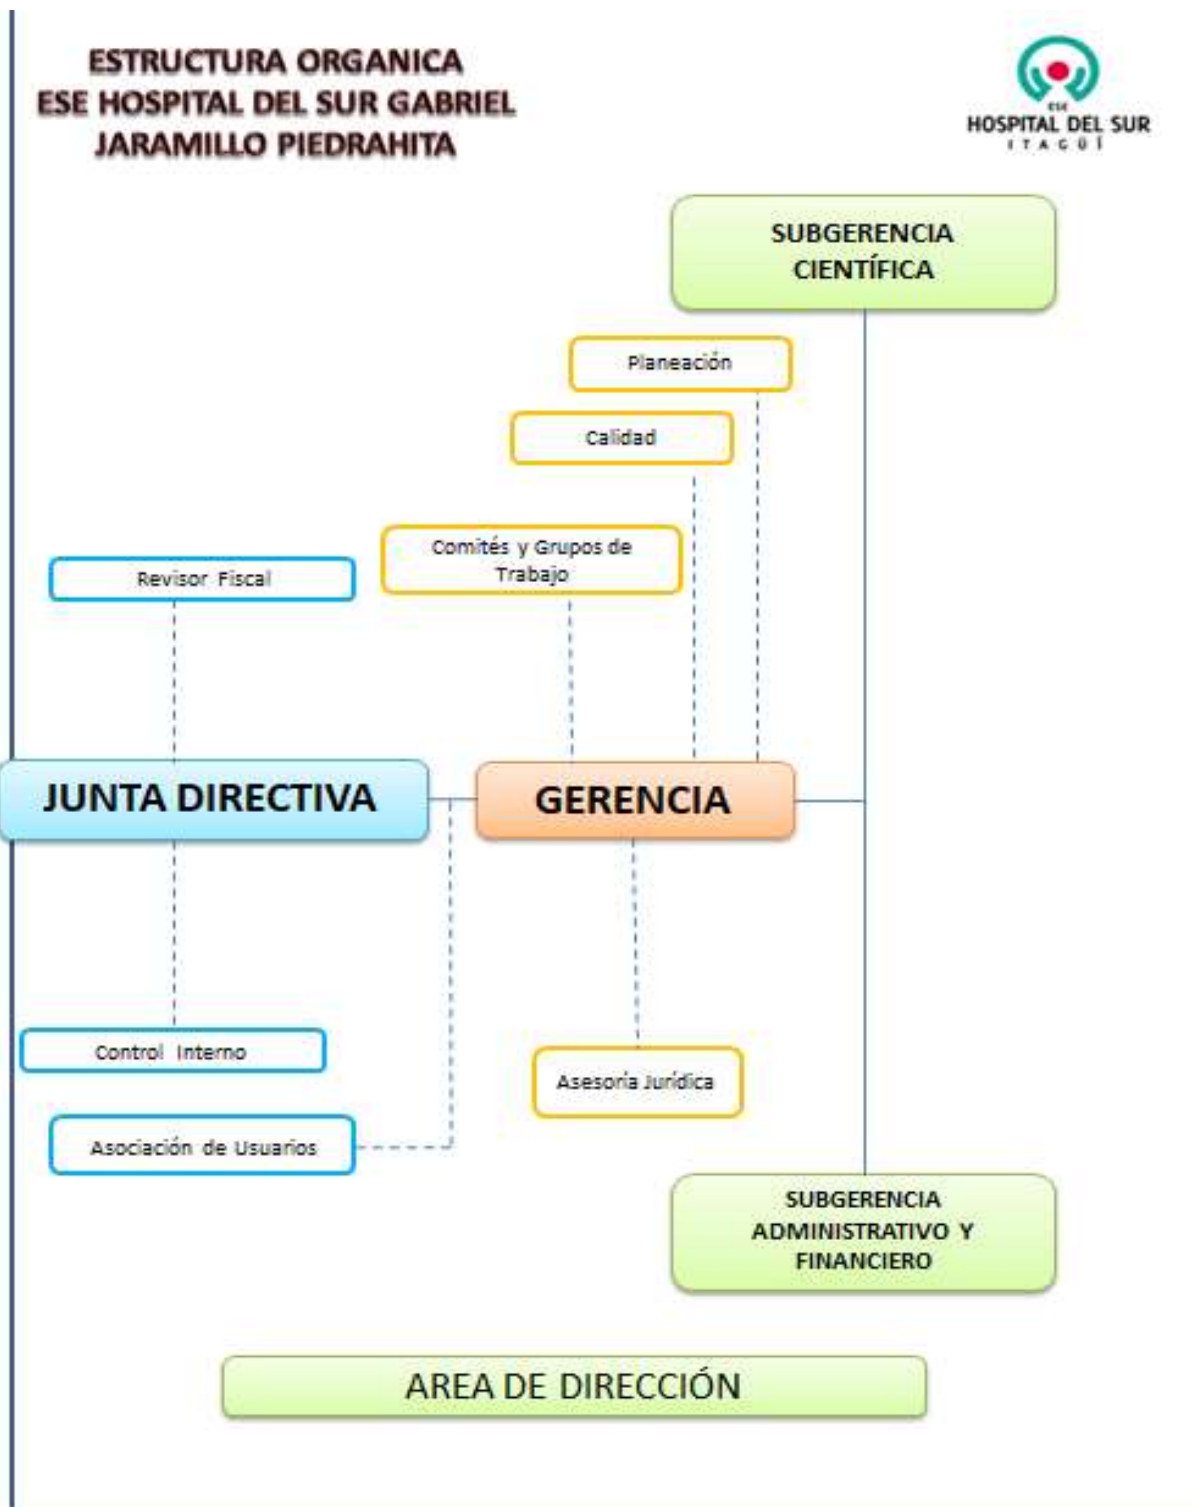 ESTRUCTURA ORGANICA
ESE HOSPITAL DEL SUR GABRIEL
JARAMILLO PIEDRAHITA
ESE
HOSPITAL DEL SUR
ITAGÜÍ
SUBGERENCIA
CIENTÍFICA
Planeación
Calidad
Comités y Grupos de
Trabajo
Revisor Fiscal
JUNTA DIRECTIVA
GERENCIA
Control Interno
Asesoría Jurídica
Asociación de Usuarios
SUBGERENCIA
ADMINISTRATIVO Y
FINANCIERO
AREA DE DIRECCIÓN